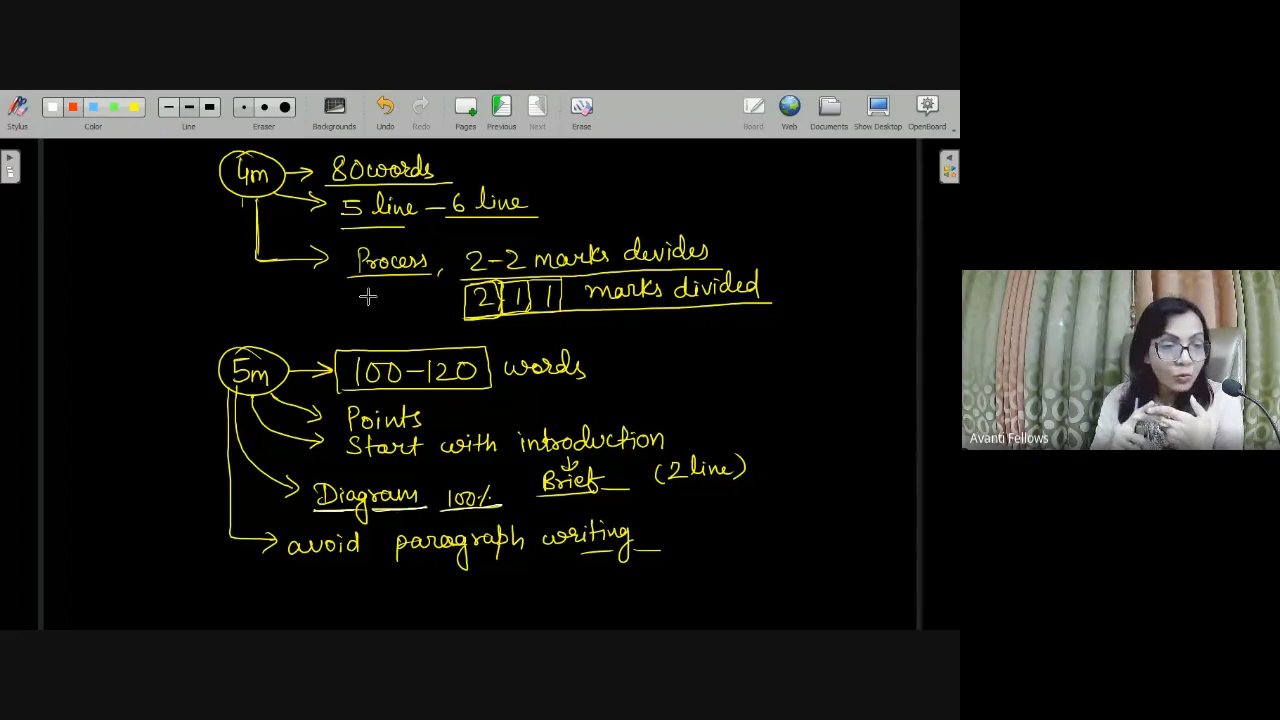 Stylus
Color
Line
Eraser
Backgrounds
Undo
Redo
Pages
Previous
Next
Erase
Board
Web
Documents
Show Desktop
OpenBoard
4m → 80 words
5 line – 6 line
Process, 2-2 marks devides
2 1 1 marks divided
5m → 100-120 words
Points
Start with introduction
Brief (2 line)
Diagram 100%
avoid paragraph writing
Avanti Fellows